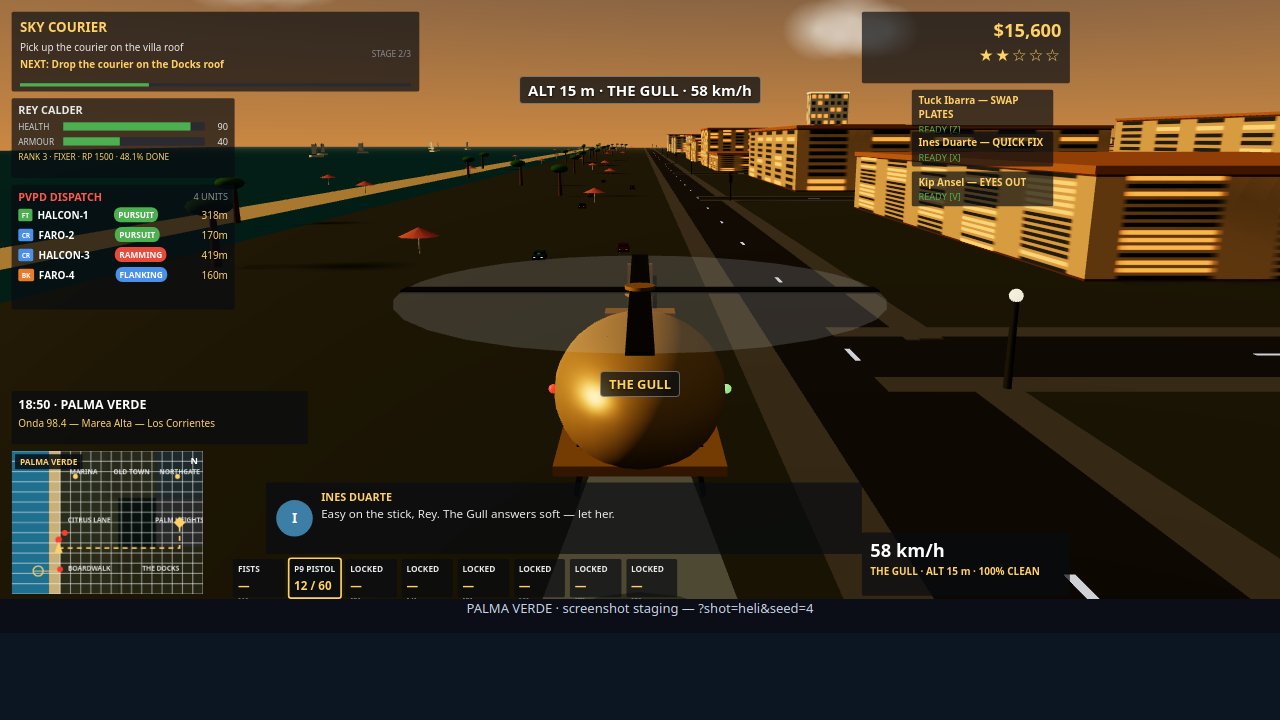 SKY COURIER
Pick up the courier on the villa roof
STAGE 2/3
NEXT: Drop the courier on the Docks roof
$15,600
★★☆☆☆
ALT 15 m · THE GULL · 58 km/h
REY CALDER
HEALTH 90
ARMOUR 40
RANK 3 · FIXER · RP 1500 · 48.1% DONE
Tuck Ibarra — SWAP PLATES
READY [Z]
Ines Duarte — QUICK FIX
READY [X]
Kip Ansel — EYES OUT
READY [V]
PVPD DISPATCH 4 UNITS
FT HALCON-1 PURSUIT 318m
CR FARO-2 PURSUIT 170m
CR HALCON-3 RAMMING 419m
BK FARO-4 FLANKING 160m
THE GULL
18:50 · PALMA VERDE
Onda 98.4 — Marea Alta — Los Corrientes
PALMA VERDE
N
MARINA OLD TOWN NORTHGATE
CITRUS LANE
BOARDWALK THE DOCKS
I
INES DUARTE
Easy on the stick, Rey. The Gull answers soft — let her.
FISTS —
P9 PISTOL 12 / 60
LOCKED —
LOCKED —
LOCKED —
LOCKED —
LOCKED —
LOCKED —
58 km/h
THE GULL · ALT 15 m · 100% CLEAN
PALMA VERDE · screenshot staging — ?shot=heli&seed=4